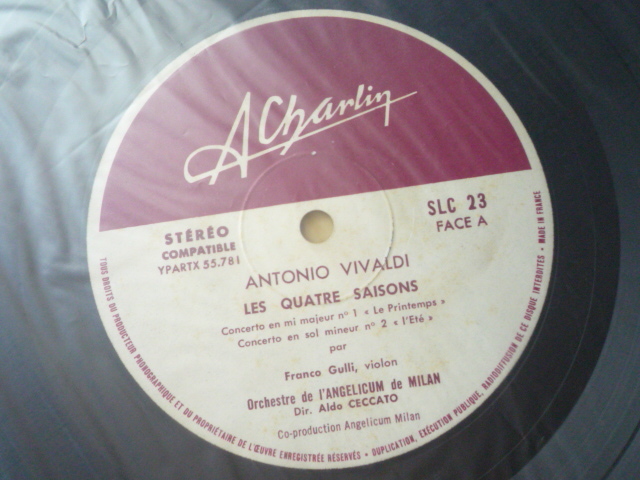 ACharlin
STÉRÉO
COMPATIBLE
YPARTX 55.781
SLC 23
FACE A
ANTONIO VIVALDI
LES QUATRE SAISONS
Concerto en mi majeur nº 1 « Le Printemps »
Concerto en sol mineur nº 2 « l'Eté »
par
Franco Gulli, violon
Orchestre de l'ANGELICUM de MILAN
Dir. Aldo CECCATO
Co-production Angelicum Milan
TOUS DROITS DU PRODUCTEUR PHONOGRAPHIQUE ET DU PROPRIÉTAIRE DE L'ŒUVRE ENREGISTRÉE RÉSERVÉS • DUPLICATION, EXÉCUTION PUBLIQUE, RADIODIFFUSION DE CE DISQUE INTERDITES • MADE IN FRANCE